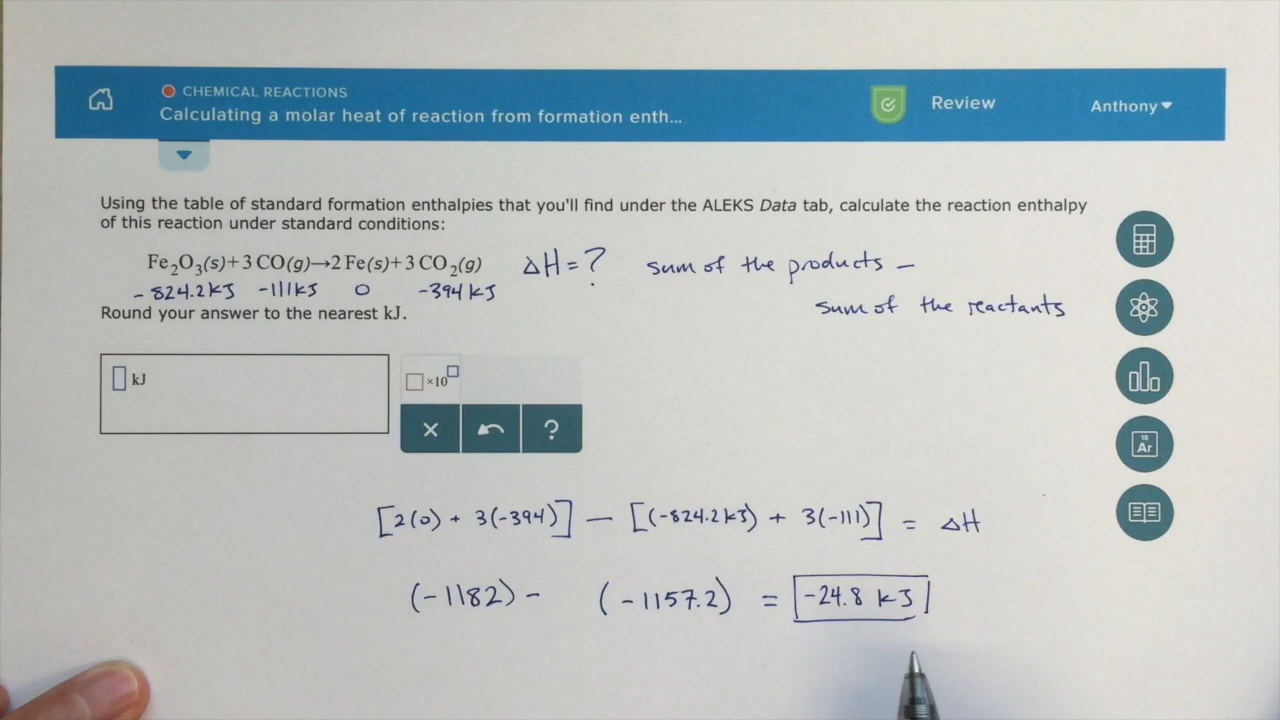 CHEMICAL REACTIONS
Calculating a molar heat of reaction from formation enth...
Review
Anthony
Using the table of standard formation enthalpies that you'll find under the ALEKS Data tab, calculate the reaction enthalpy
of this reaction under standard conditions:
Fe₂O₃(s)+3 CO(g)→2 Fe(s)+3 CO₂(g) ΔH = ? sum of the products –
-824.2kJ -111kJ 0 -394 kJ
sum of the reactants
Round your answer to the nearest kJ.
kJ
×10
?
18
Ar
[2(0) + 3(-394)] – [(-824.2kJ) + 3(-111)] = ΔH
(-1182) - (-1157.2) = -24.8 kJ